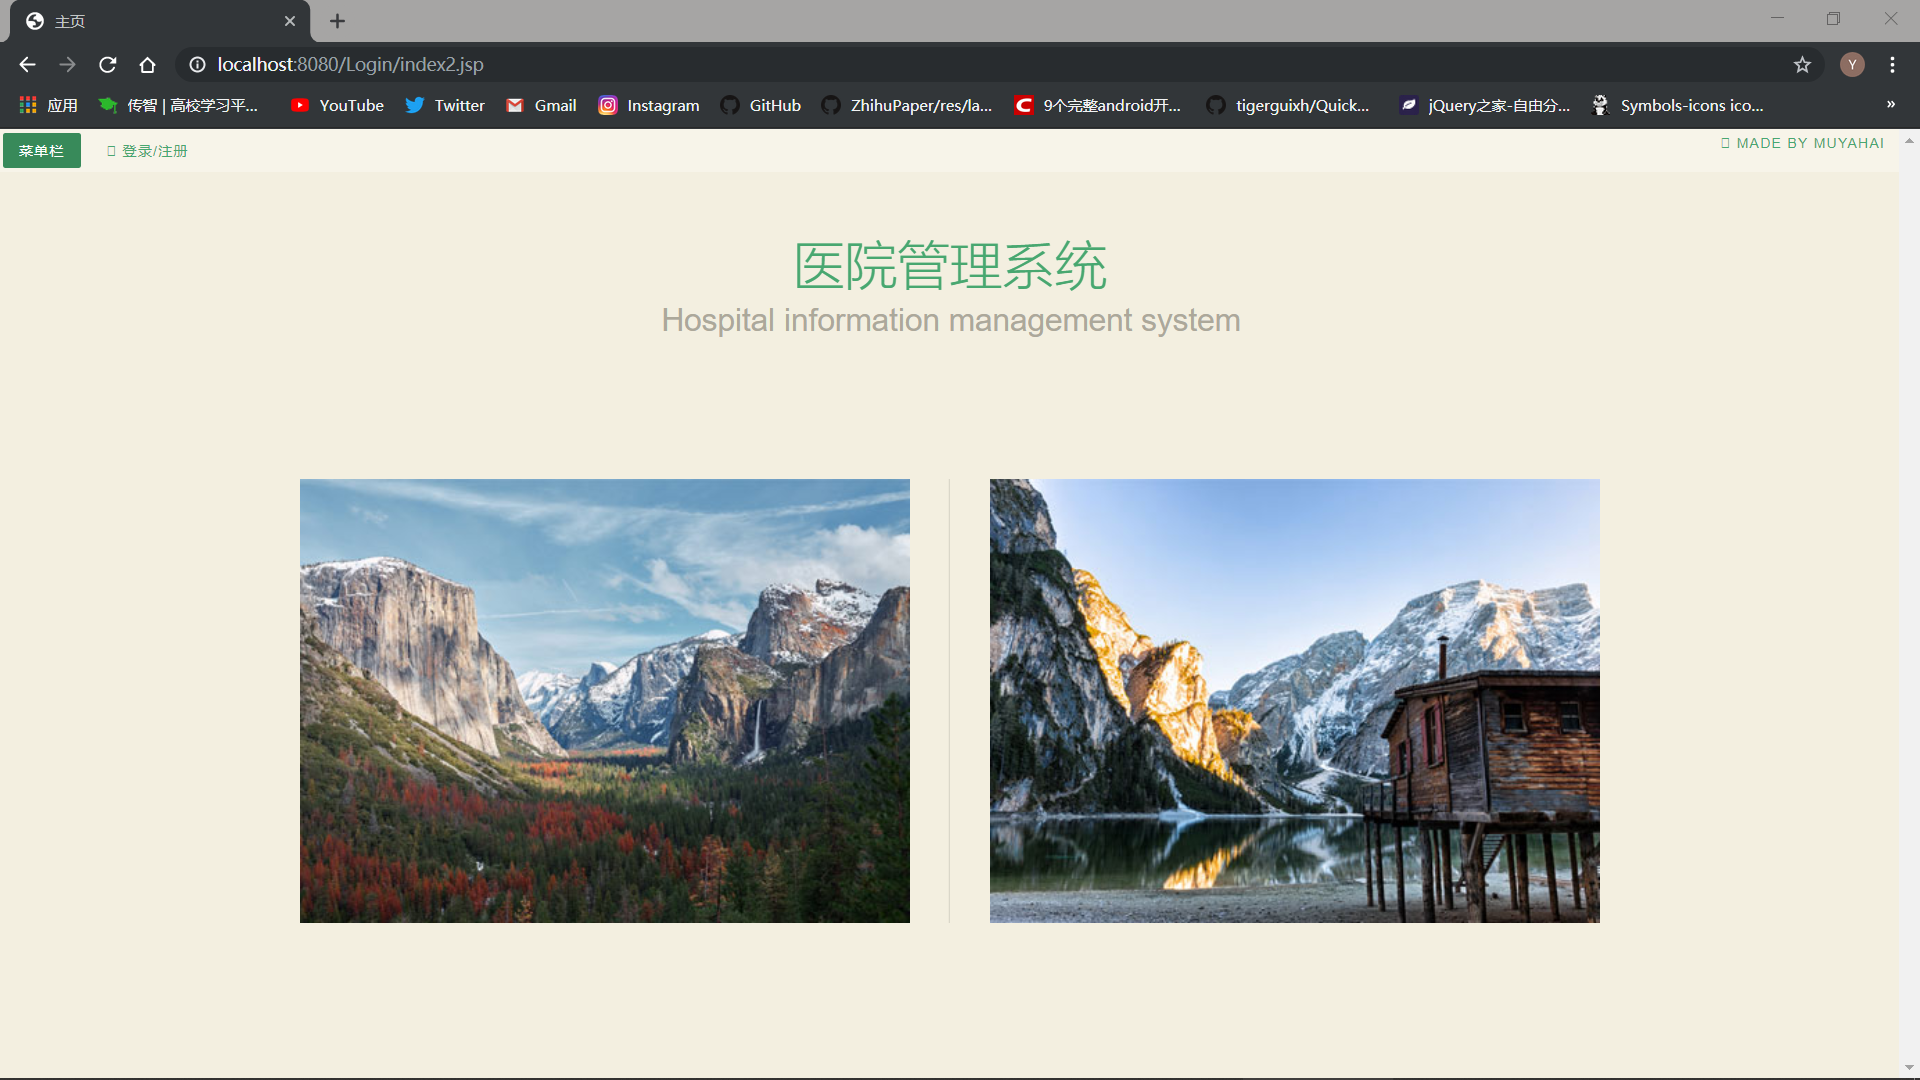 主页
localhost:8080/Login/index2.jsp
应用 传智 | 高校学习平... YouTube Twitter Gmail Instagram GitHub ZhihuPaper/res/la... 9个完整android开... tigerguixh/Quick... jQuery之家-自由分... Symbols-icons ico... »
Y
菜单栏 登录/注册 MADE BY MUYAHAI
医院管理系统
Hospital information management system